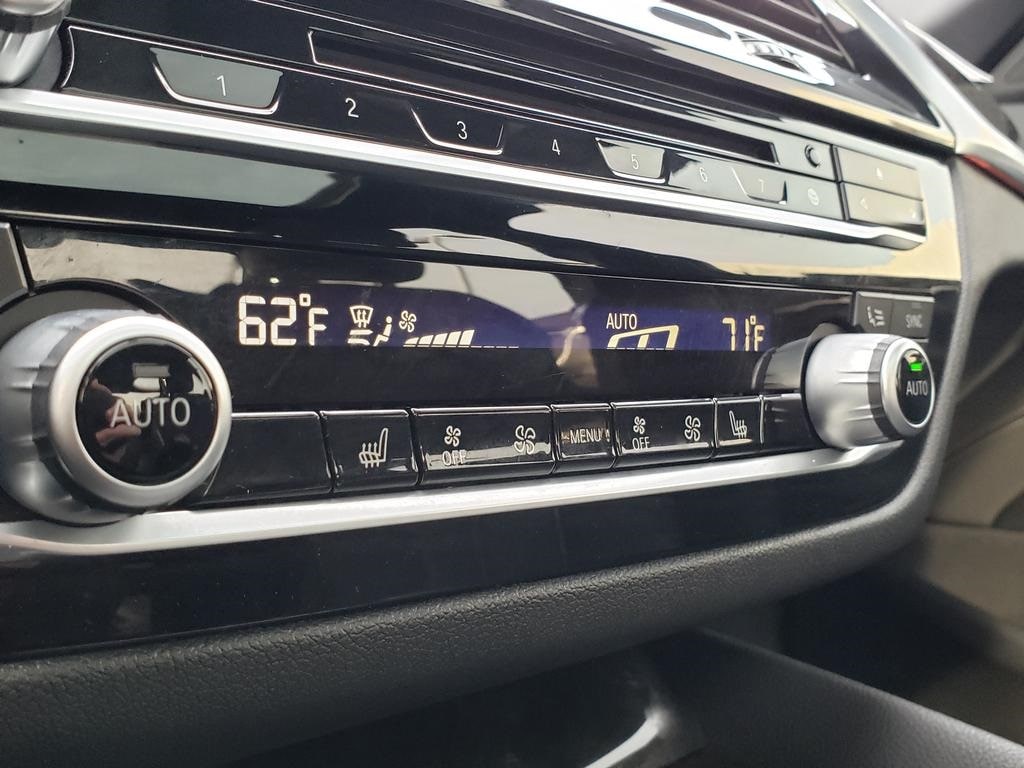 1 2 3 4 5 6 7
62°F AUTO 71°F
SYNC
AUTO
OFF MENU OFF
AUTO